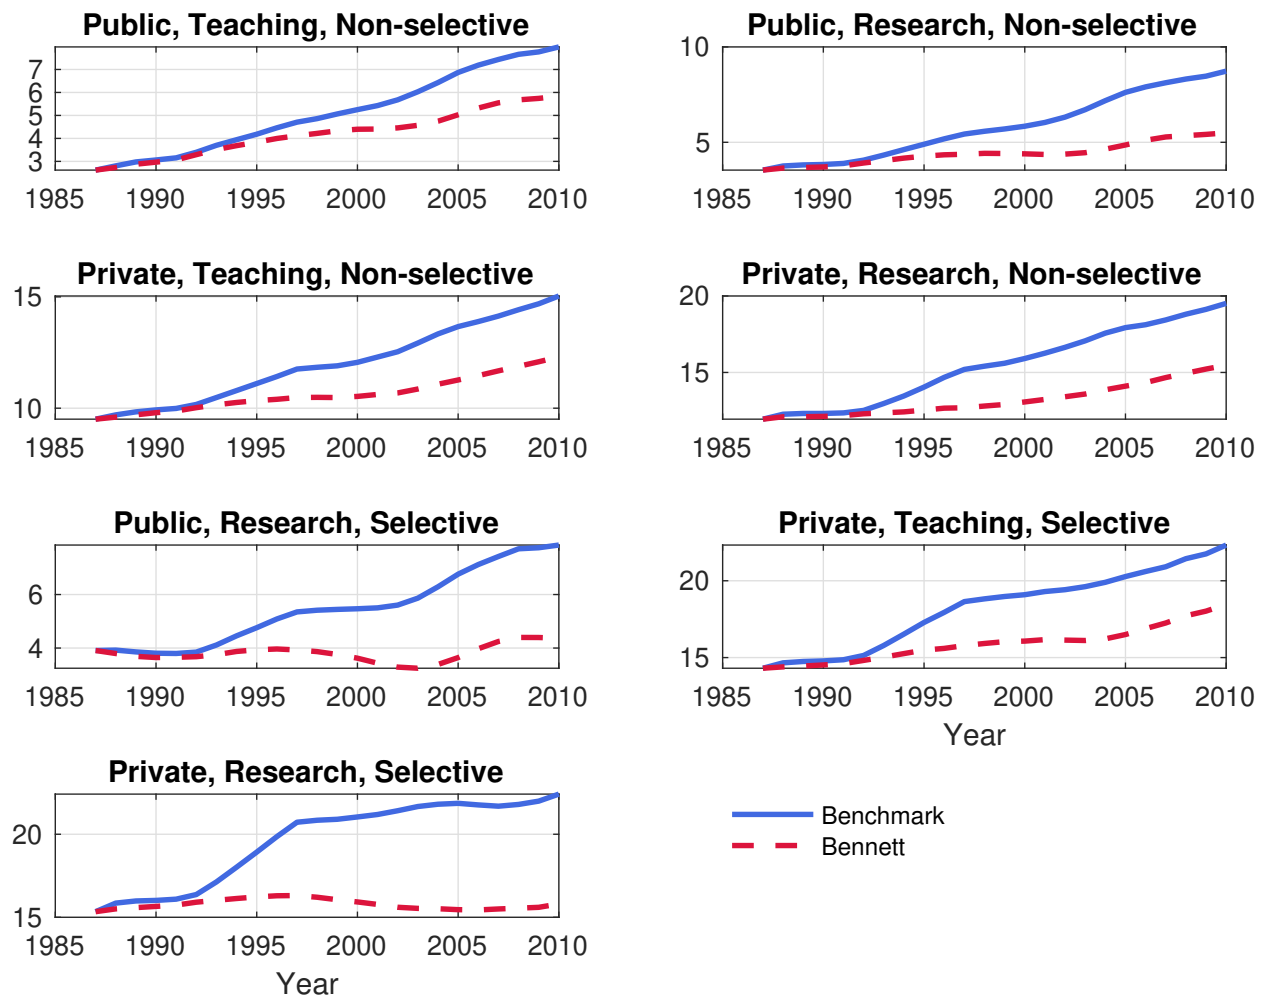 Public, Teaching, Non-selective
7
6
5
4
3
1985 1990 1995 2000 2005 2010
Public, Research, Non-selective
10
5
1985 1990 1995 2000 2005 2010
Private, Teaching, Non-selective
15
10
1985 1990 1995 2000 2005 2010
Private, Research, Non-selective
20
15
1985 1990 1995 2000 2005 2010
Public, Research, Selective
6
4
1985 1990 1995 2000 2005 2010
Private, Teaching, Selective
20
15
1985 1990 1995 2000 2005 2010
Year
Private, Research, Selective
20
15
1985 1990 1995 2000 2005 2010
Year
Benchmark
Bennett